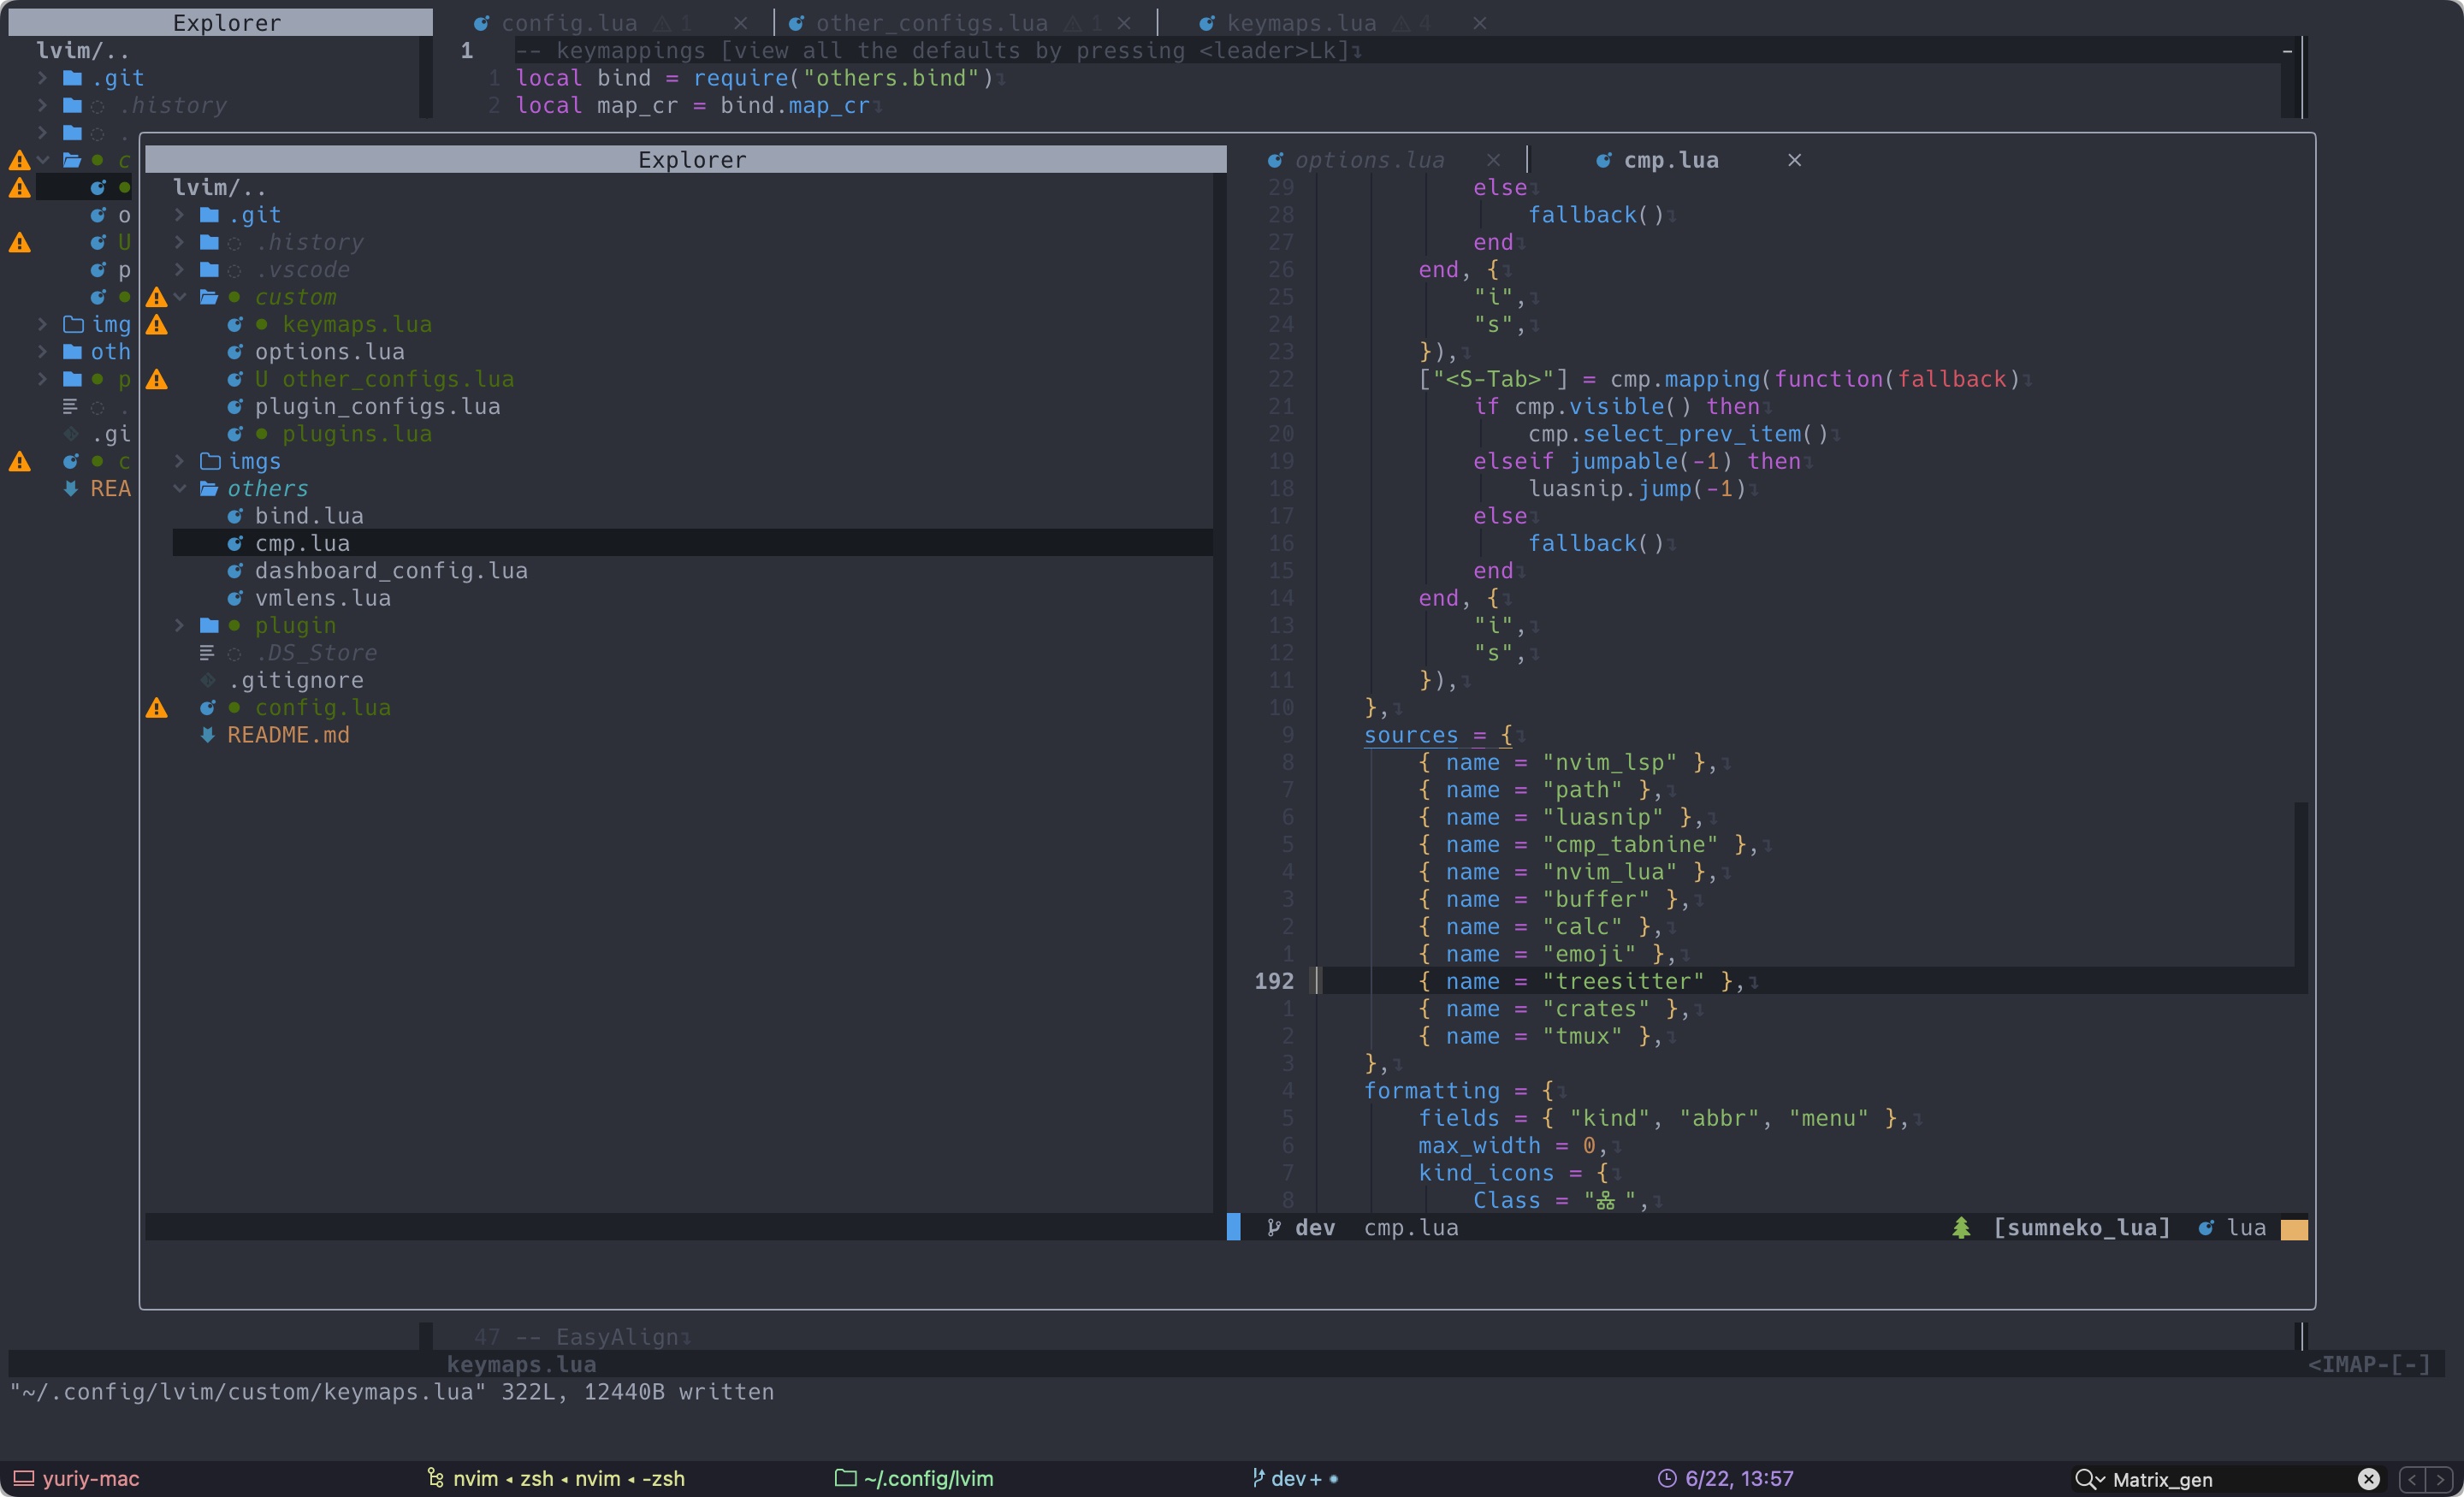 Explorer
config.lua 1
other_configs.lua 1
keymaps.lua 4
lvim/..
1 -- keymappings [view all the defaults by pressing <leader>Lk]
.git
1 local bind = require("others.bind")
.history
2 local map_cr = bind.map_cr
.
c
o
U
p
img
oth
p
.
.gi
c
REA
Explorer
lvim/..
.git
.history
.vscode
custom
keymaps.lua
options.lua
U other_configs.lua
plugin_configs.lua
plugins.lua
imgs
others
bind.lua
cmp.lua
dashboard_config.lua
vmlens.lua
plugin
.DS_Store
.gitignore
config.lua
README.md
options.lua
cmp.lua
29 else
28 fallback()
27 end
26 end, {
25 "i",
24 "s",
23 }),
22 ["<S-Tab>"] = cmp.mapping(function(fallback)
21 if cmp.visible() then
20 cmp.select_prev_item()
19 elseif jumpable(-1) then
18 luasnip.jump(-1)
17 else
16 fallback()
15 end
14 end, {
13 "i",
12 "s",
11 }),
10 },
9 sources = {
8 { name = "nvim_lsp" },
7 { name = "path" },
6 { name = "luasnip" },
5 { name = "cmp_tabnine" },
4 { name = "nvim_lua" },
3 { name = "buffer" },
2 { name = "calc" },
1 { name = "emoji" },
192 { name = "treesitter" },
1 { name = "crates" },
2 { name = "tmux" },
3 },
4 formatting = {
5 fields = { "kind", "abbr", "menu" },
6 max_width = 0,
7 kind_icons = {
8 Class = " ",
dev cmp.lua [sumneko_lua] lua
47 -- EasyAlign
keymaps.lua <IMAP-[-]
"~/.config/lvim/custom/keymaps.lua" 322L, 12440B written
yuriy-mac
nvim ◂ zsh ◂ nvim ◂ -zsh
~/.config/lvim
dev + •
6/22, 13:57
Matrix_gen